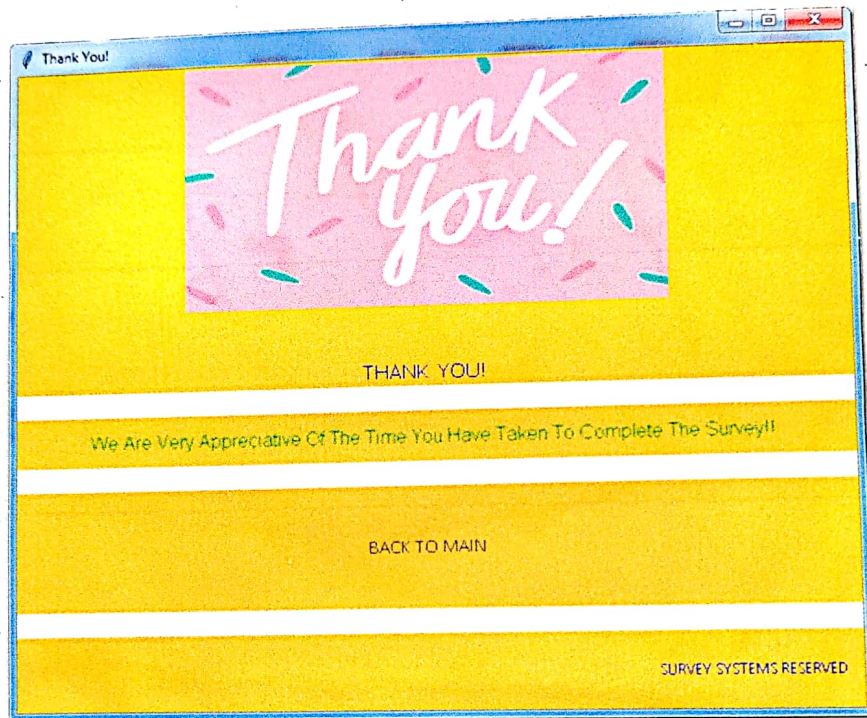 Thank You!
Thank
You!
THANK YOU!
We Are Very Appreciative Of The Time You Have Taken To Complete The Survey!!
BACK TO MAIN
SURVEY SYSTEMS RESERVED